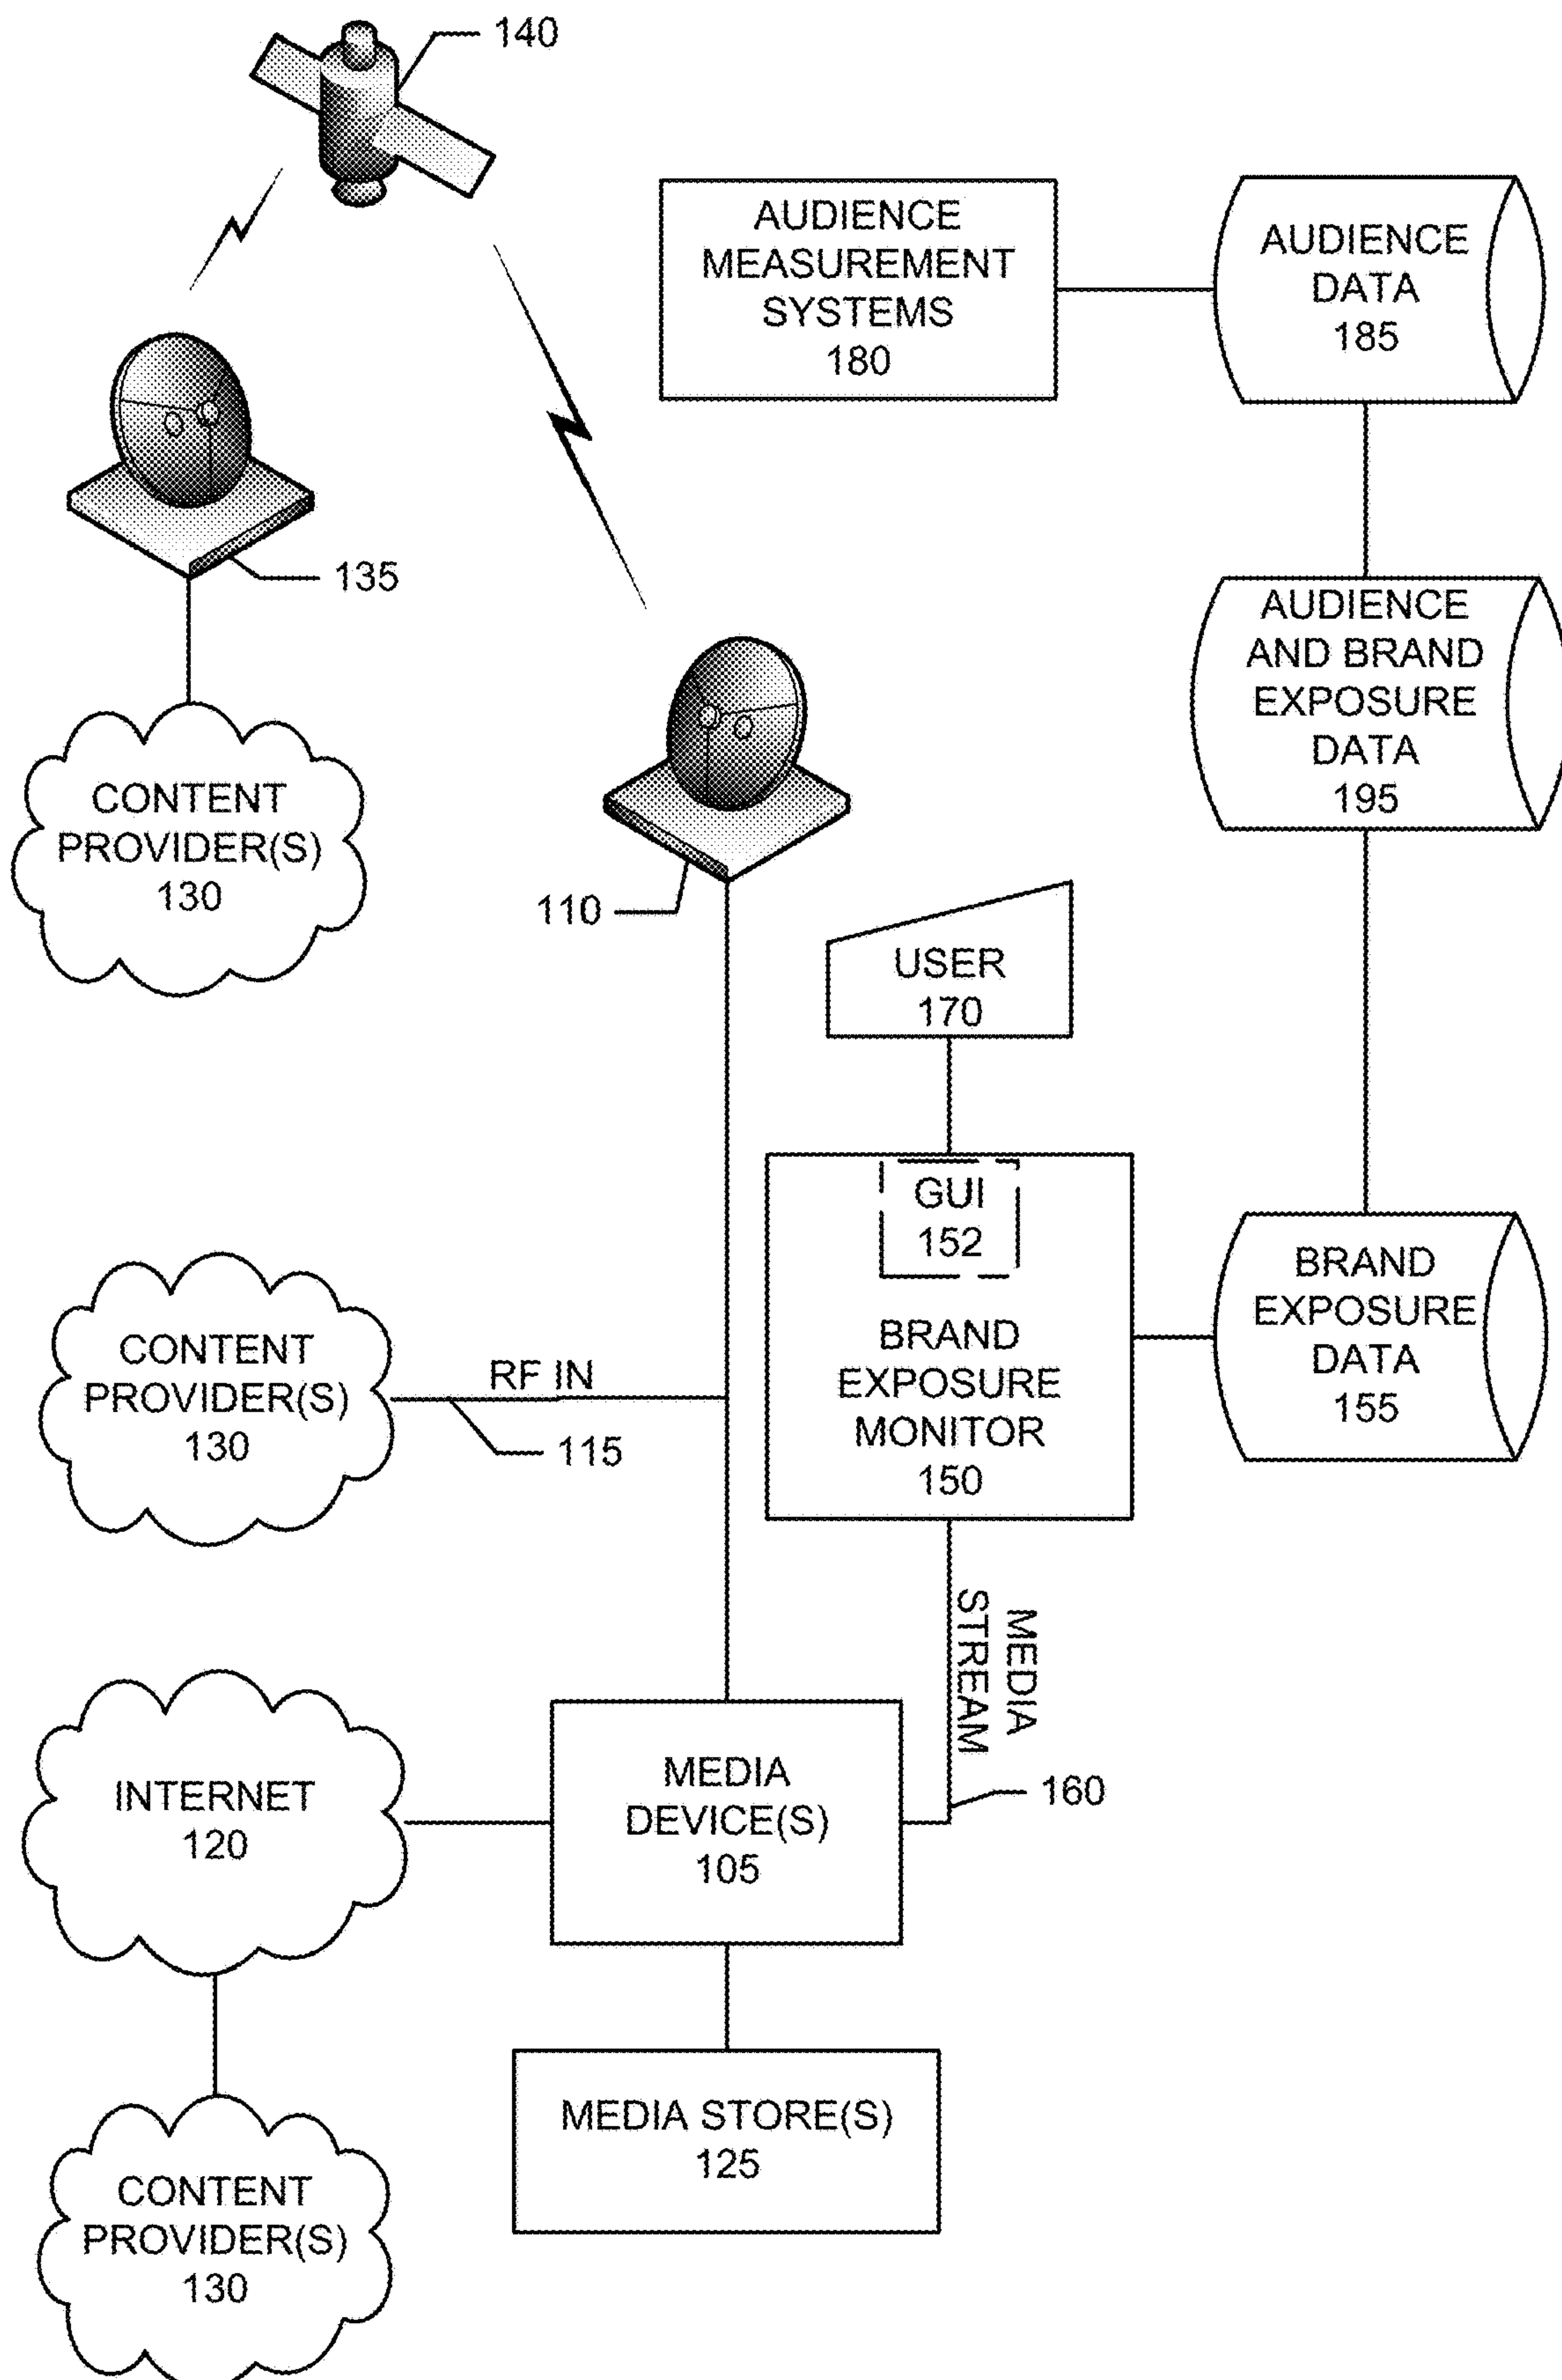 140
AUDIENCE
MEASUREMENT
SYSTEMS
180
AUDIENCE
DATA
185
135
AUDIENCE
AND BRAND
EXPOSURE
DATA
195
CONTENT
PROVIDER(S)
130
110
USER
170
GUI
152
BRAND
EXPOSURE
MONITOR
150
BRAND
EXPOSURE
DATA
155
CONTENT
PROVIDER(S)
130
RF IN
115
MEDIA
STREAM
160
INTERNET
120
MEDIA
DEVICE(S)
105
MEDIA STORE(S)
125
CONTENT
PROVIDER(S)
130